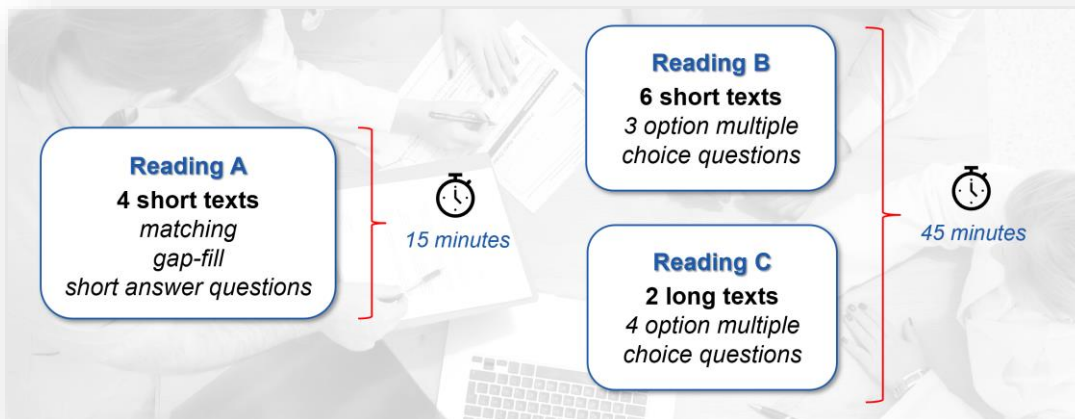 Reading A
4 short texts
matching
gap-fill
short answer questions
15 minutes
Reading B
6 short texts
3 option multiple
choice questions
Reading C
2 long texts
4 option multiple
choice questions
45 minutes